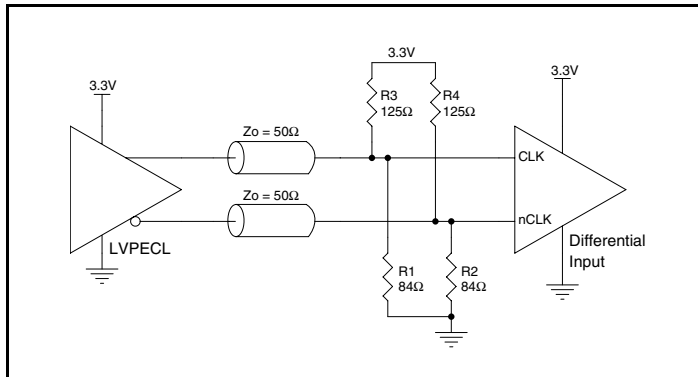 3.3V
3.3V
3.3V
R3
125Ω
R4
125Ω
Zo = 50Ω
CLK
Zo = 50Ω
nCLK
LVPECL
Differential
Input
R1
84Ω
R2
84Ω